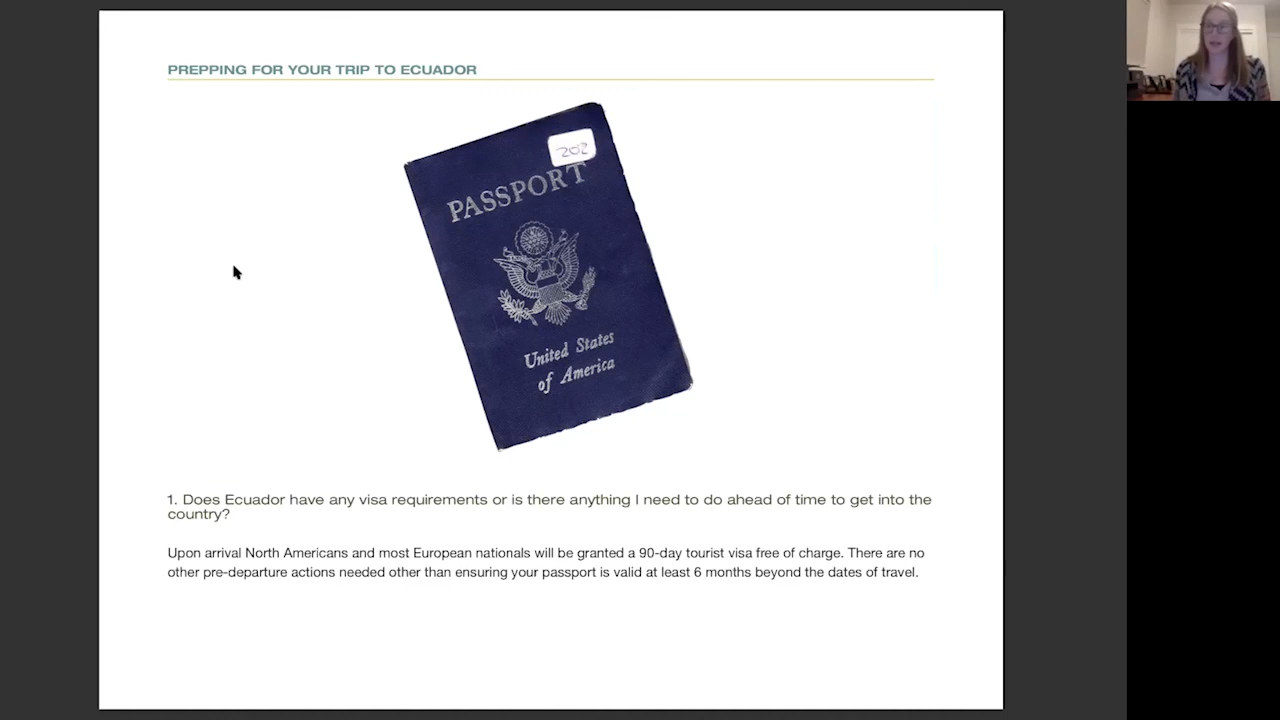 PREPPING FOR YOUR TRIP TO ECUADOR
202
PASSPORT
United States
of America
1. Does Ecuador have any visa requirements or is there anything I need to do ahead of time to get into the
country?
Upon arrival North Americans and most European nationals will be granted a 90-day tourist visa free of charge. There are no
other pre-departure actions needed other than ensuring your passport is valid at least 6 months beyond the dates of travel.